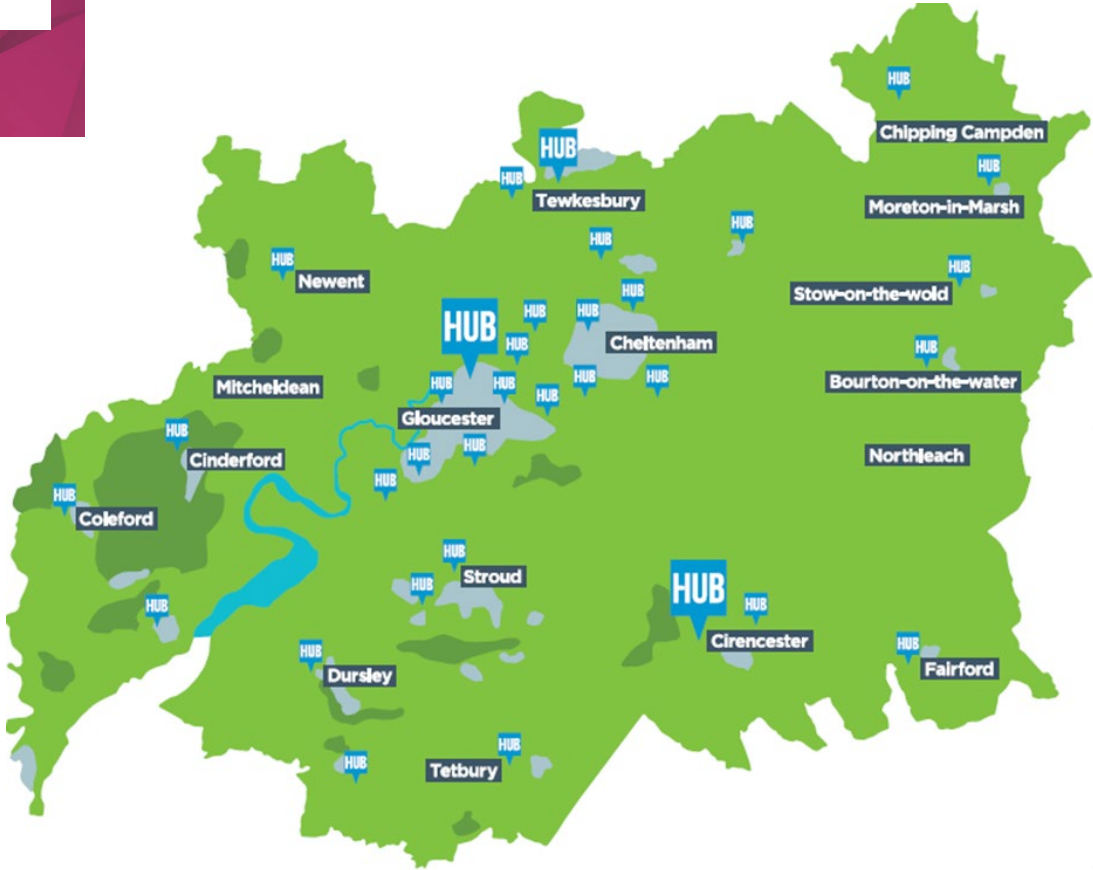 HUB
Chipping Campden
HUB
HUB
Tewkesbury
HUB
Moreton-in-Marsh
HUB
HUB
HUB
Newent
HUB
Stow-on-the-wold
HUB
HUB
HUB
HUB
Cheltenham
HUB
HUB
Bourton-on-the-water
Mitcheldean
HUB
HUB
HUB
HUB
HUB
Gloucester
HUB
Cinderford
HUB
HUB
Northleach
HUB
HUB
Coleford
HUB
Stroud
HUB
HUB
HUB
HUB
Cirencester
HUB
Dursley
HUB
Fairford
HUB
Tetbury
HUB